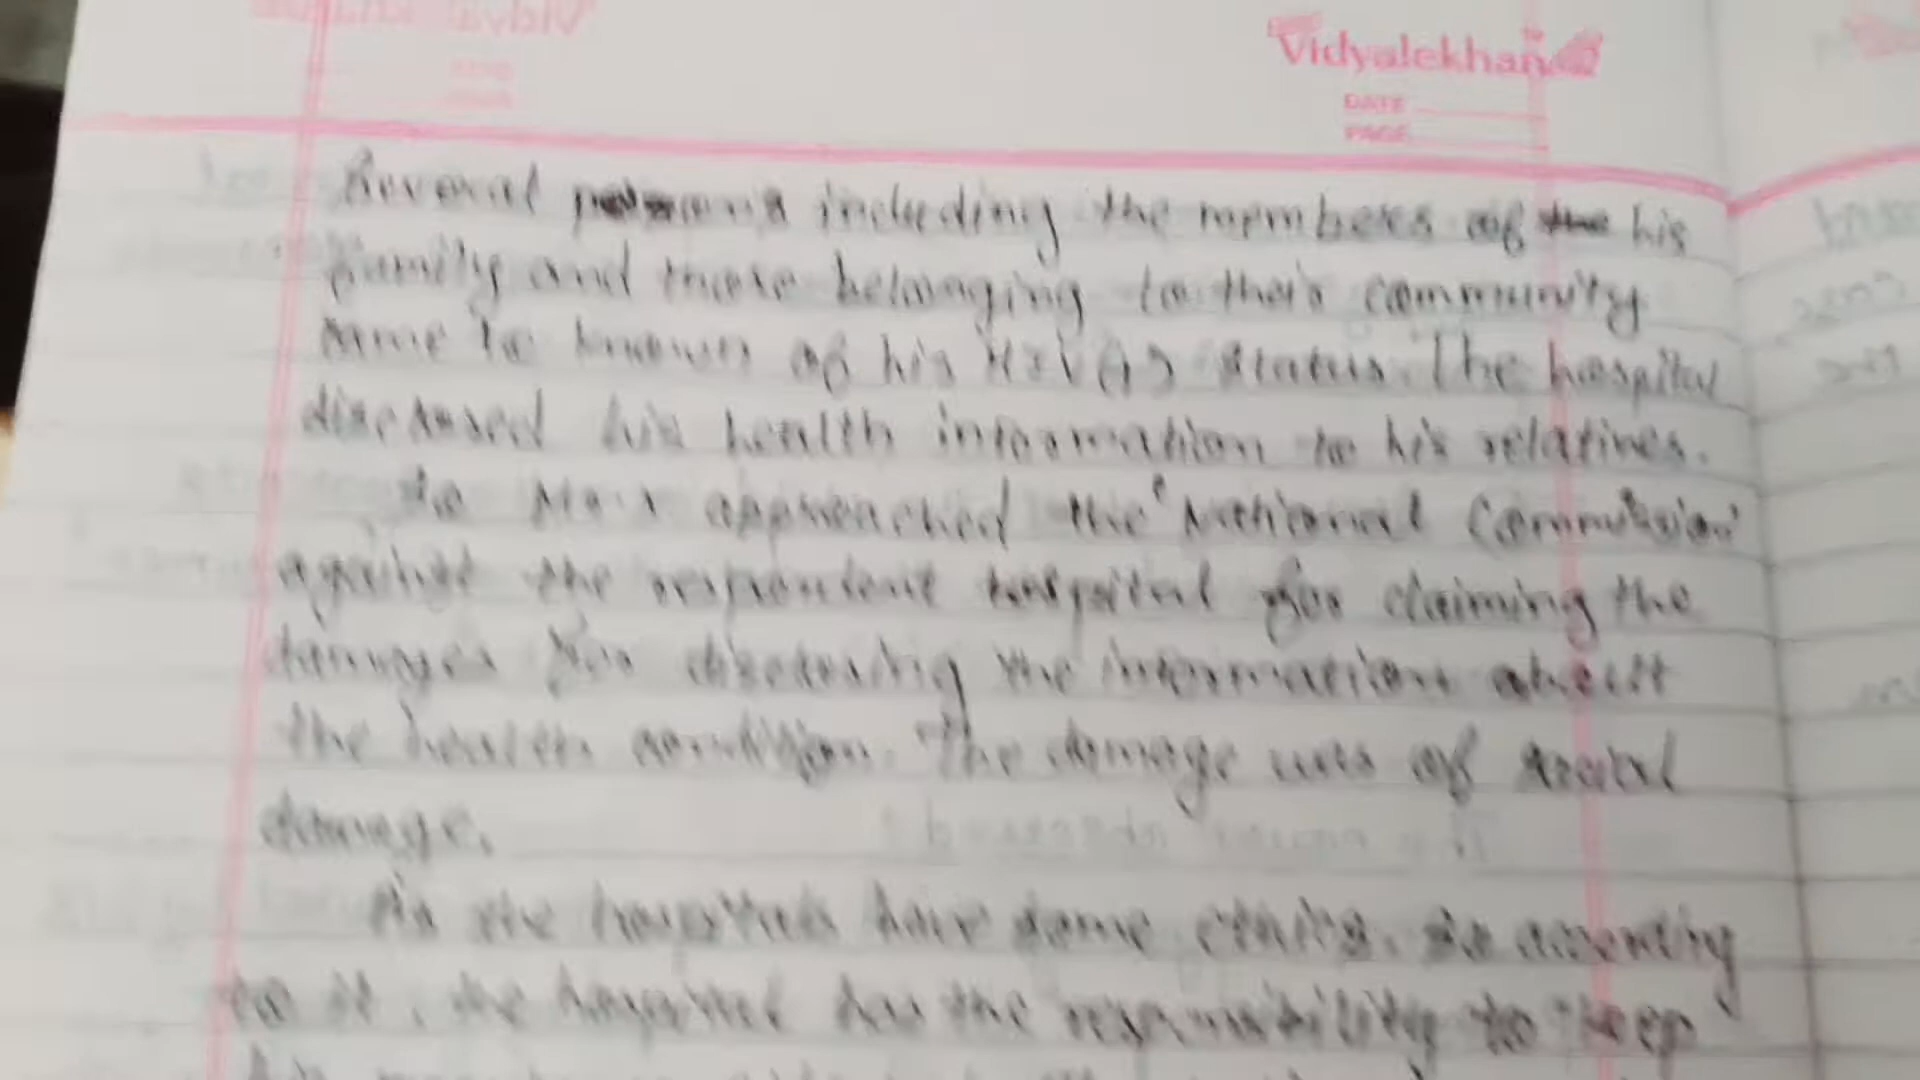 Vidyalekhan
DATE
PAGE
Several persons including the members of his
family and those belonging to their community
came to known of his HIV(+) status. The hospital
disclosed his health information to his relatives.
So Mr. X approached the 'National Commission'
against the respondent hospital for claiming the
damages for disclosing the information about
the health condition. The damage was of social
damage.
As the hospitals have some ethics. So according
to it, the hospital has the responsibility to keep